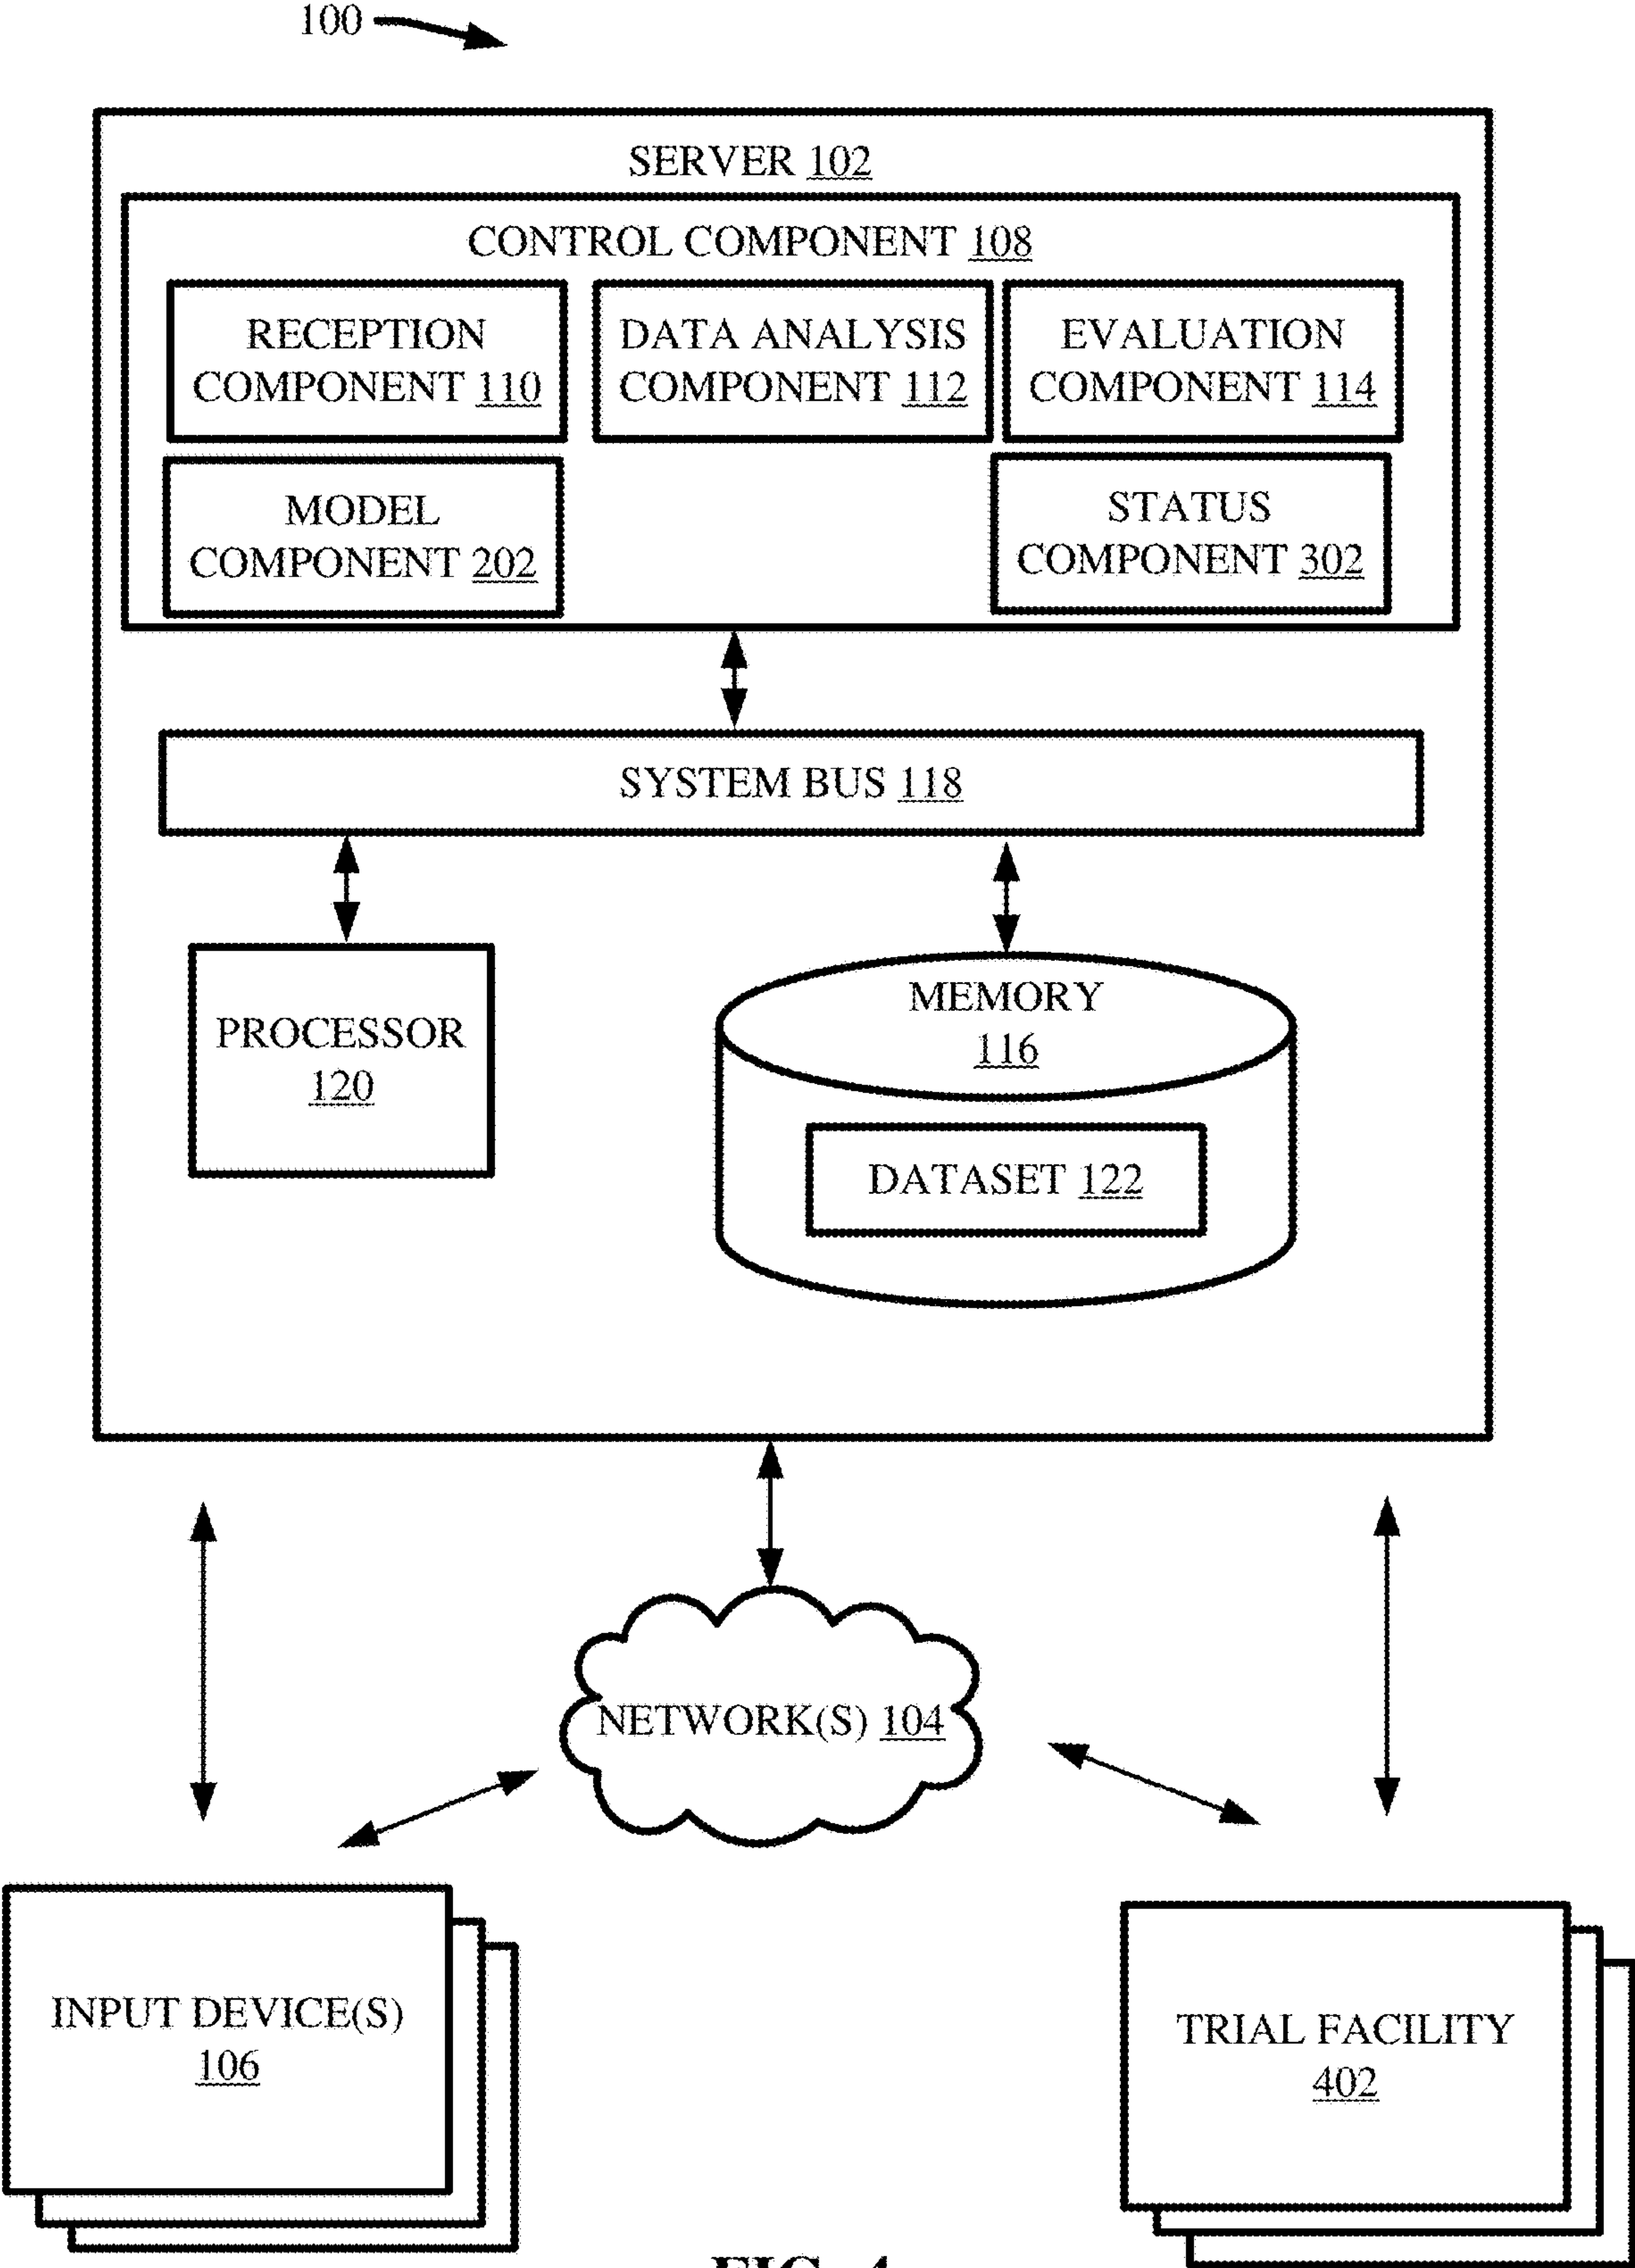 100
SERVER 102
CONTROL COMPONENT 108
RECEPTION
COMPONENT 110
DATA ANALYSIS
COMPONENT 112
EVALUATION
COMPONENT 114
MODEL
COMPONENT 202
STATUS
COMPONENT 302
SYSTEM BUS 118
PROCESSOR
120
MEMORY
116
DATASET 122
NETWORK(S) 104
INPUT DEVICE(S)
106
TRIAL FACILITY
402
FIG. 4